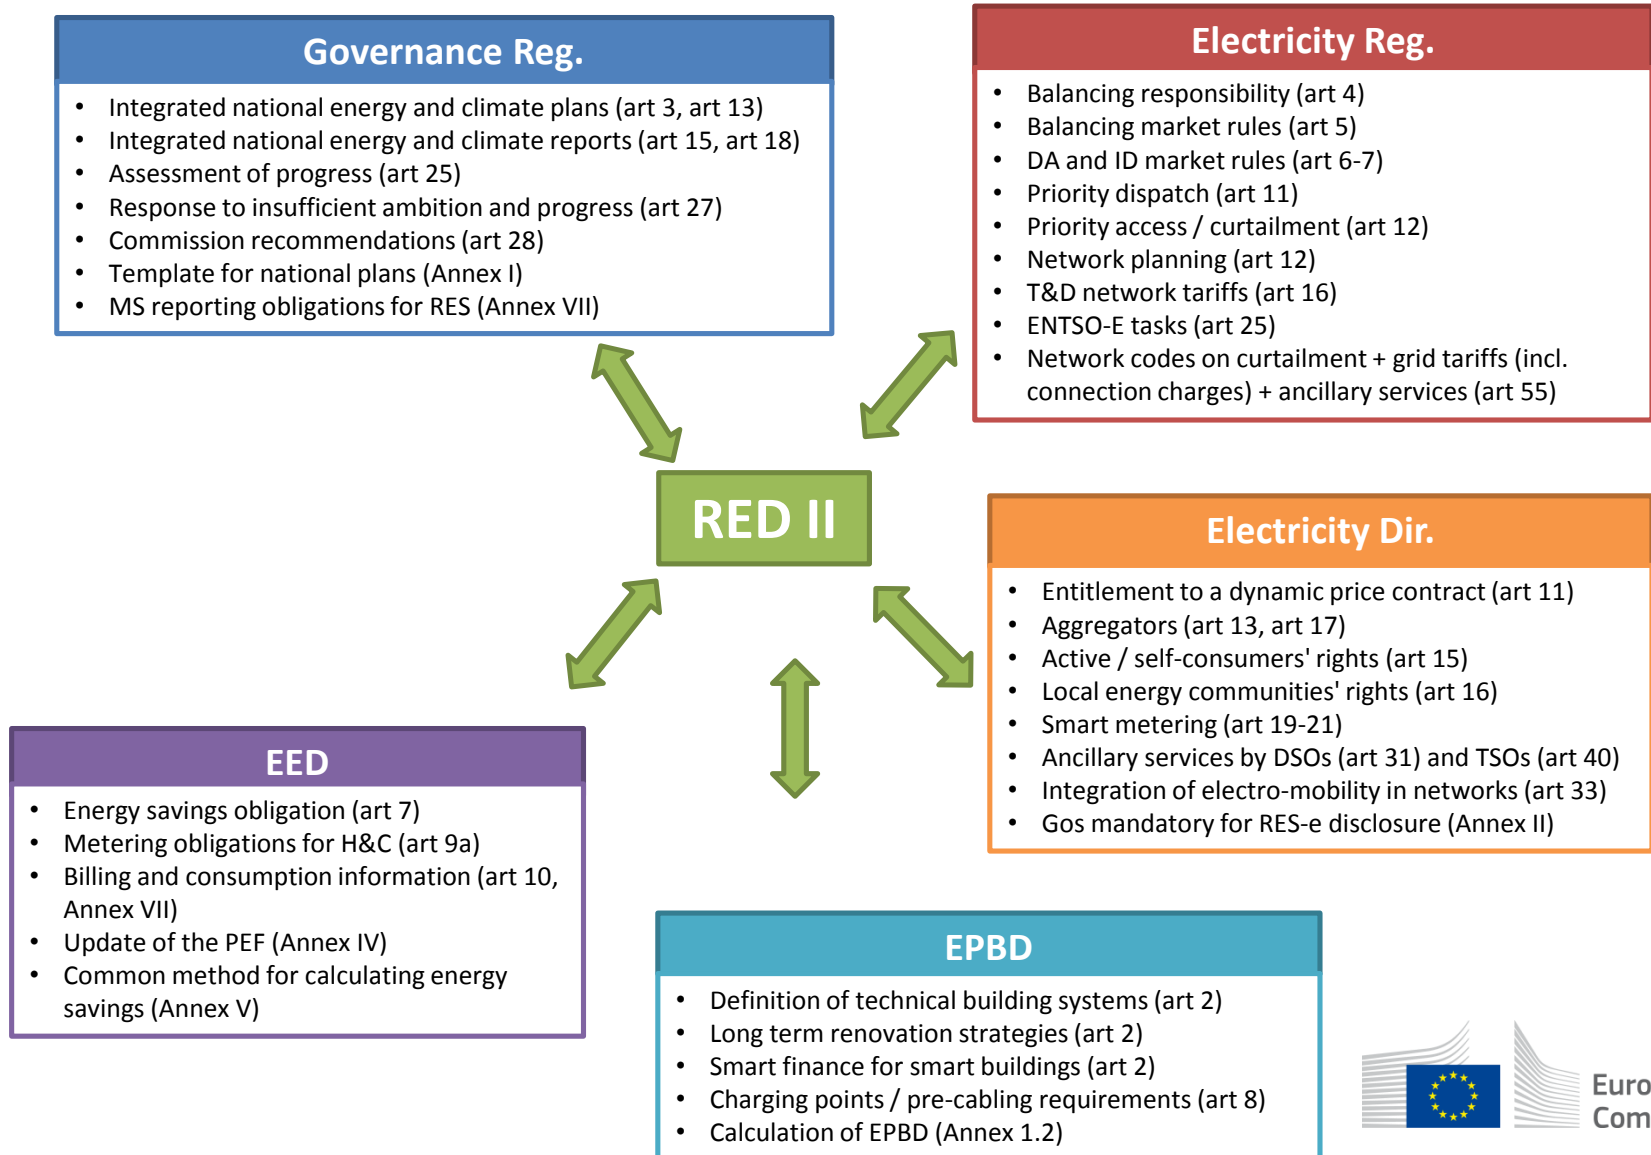 Governance Reg.
• Integrated national energy and climate plans (art 3, art 13)
• Integrated national energy and climate reports (art 15, art 18)
• Assessment of progress (art 25)
• Response to insufficient ambition and progress (art 27)
• Commission recommendations (art 28)
• Template for national plans (Annex I)
• MS reporting obligations for RES (Annex VII)
Electricity Reg.
• Balancing responsibility (art 4)
• Balancing market rules (art 5)
• DA and ID market rules (art 6-7)
• Priority dispatch (art 11)
• Priority access / curtailment (art 12)
• Network planning (art 12)
• T&D network tariffs (art 16)
• ENTSO-E tasks (art 25)
• Network codes on curtailment + grid tariffs (incl.
connection charges) + ancillary services (art 55)
RED II
Electricity Dir.
• Entitlement to a dynamic price contract (art 11)
• Aggregators (art 13, art 17)
• Active / self-consumers' rights (art 15)
• Local energy communities' rights (art 16)
• Smart metering (art 19-21)
• Ancillary services by DSOs (art 31) and TSOs (art 40)
• Integration of electro-mobility in networks (art 33)
• Gos mandatory for RES-e disclosure (Annex II)
EED
• Energy savings obligation (art 7)
• Metering obligations for H&C (art 9a)
• Billing and consumption information (art 10,
Annex VII)
• Update of the PEF (Annex IV)
• Common method for calculating energy
savings (Annex V)
EPBD
• Definition of technical building systems (art 2)
• Long term renovation strategies (art 2)
• Smart finance for smart buildings (art 2)
• Charging points / pre-cabling requirements (art 8)
• Calculation of EPBD (Annex 1.2)
Euro
Com